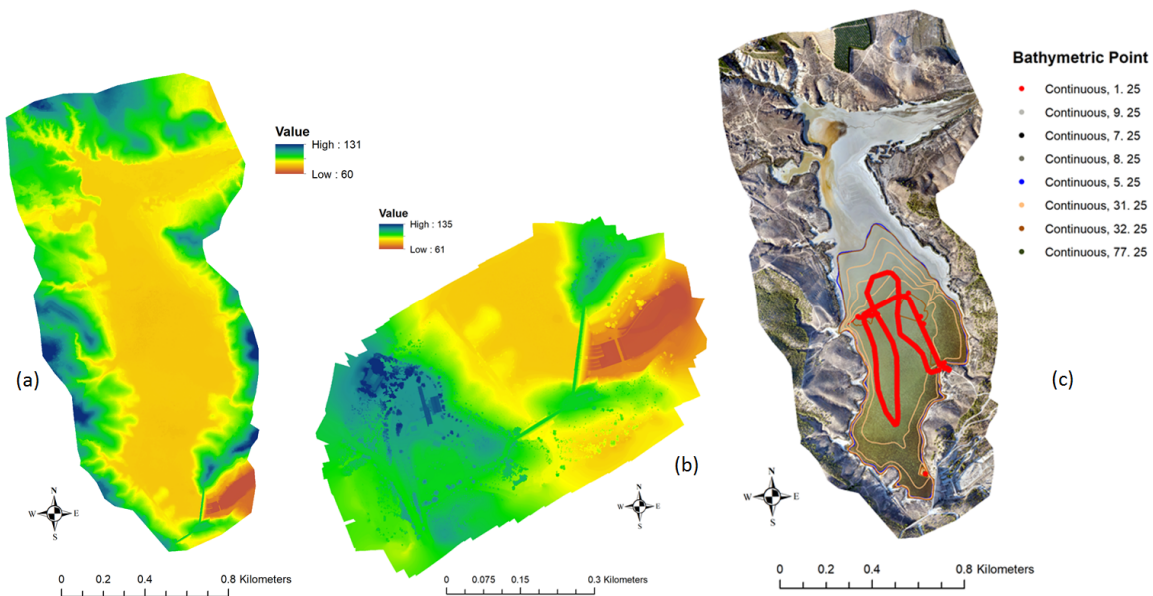 Value
High : 131
Low : 60
(a)
N
W E
S
0 0.2 0.4 0.8 Kilometers
Value
High : 135
Low : 61
(b)
N
W E
S
0 0.075 0.15 0.3 Kilometers
Bathymetric Point
Continuous, 1. 25
Continuous, 9. 25
Continuous, 7. 25
Continuous, 8. 25
Continuous, 5. 25
Continuous, 31. 25
Continuous, 32. 25
Continuous, 77. 25
(c)
N
W E
S
0 0.2 0.4 0.8 Kilometers